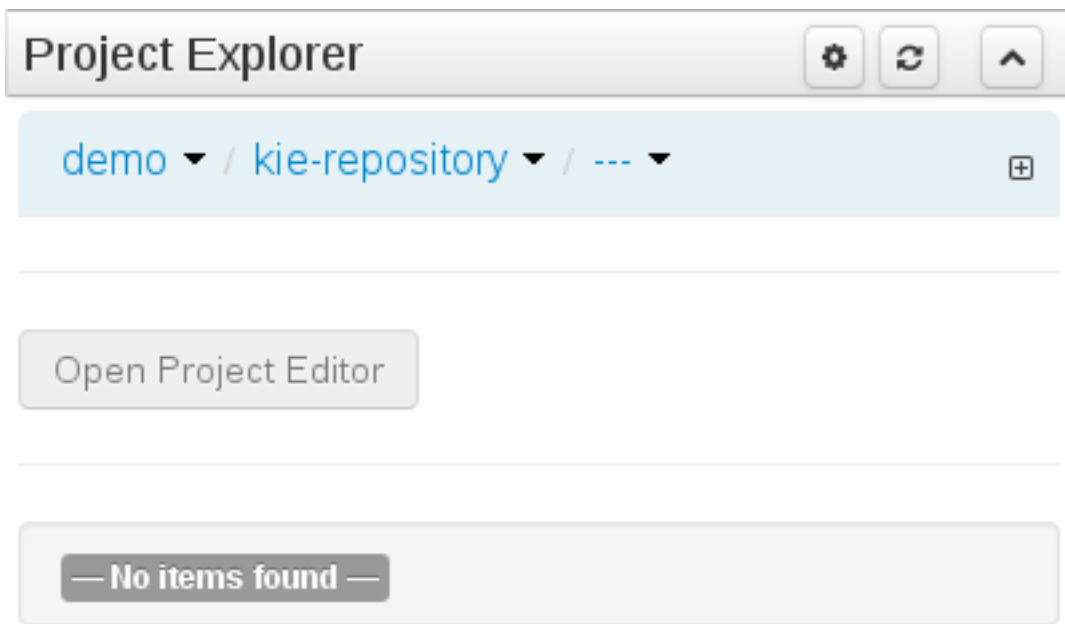 Project Explorer
demo / kie-repository / ---
Open Project Editor
— No items found —